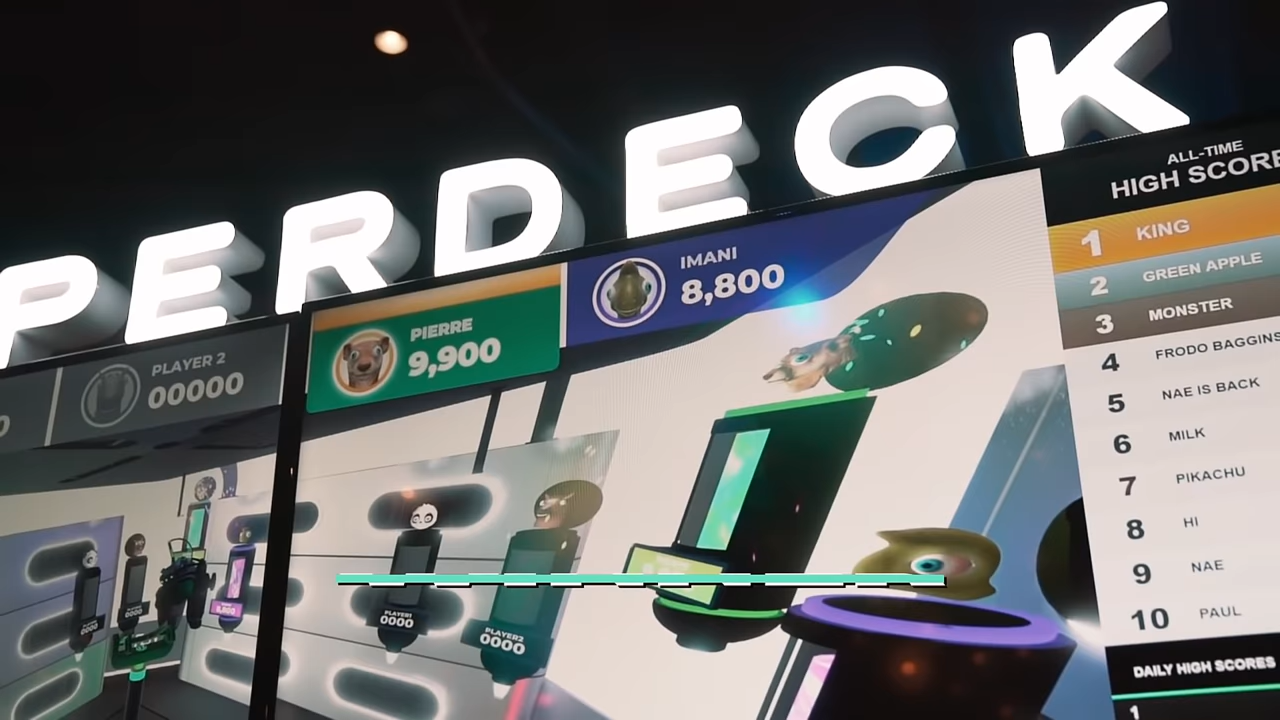 PERDECK
ALL-TIME
HIGH SCORE
1 KING
2 GREEN APPLE
3 MONSTER
4 FRODO BAGGINS
5 NAE IS BACK
6 MILK
7 PIKACHU
8 HI
9 NAE
10 PAUL
DAILY HIGH SCORES
1
IMANI
8,800
PIERRE
9,900
PLAYER 2
00000
0
PLAYER1
0000
PLAYER2
0000